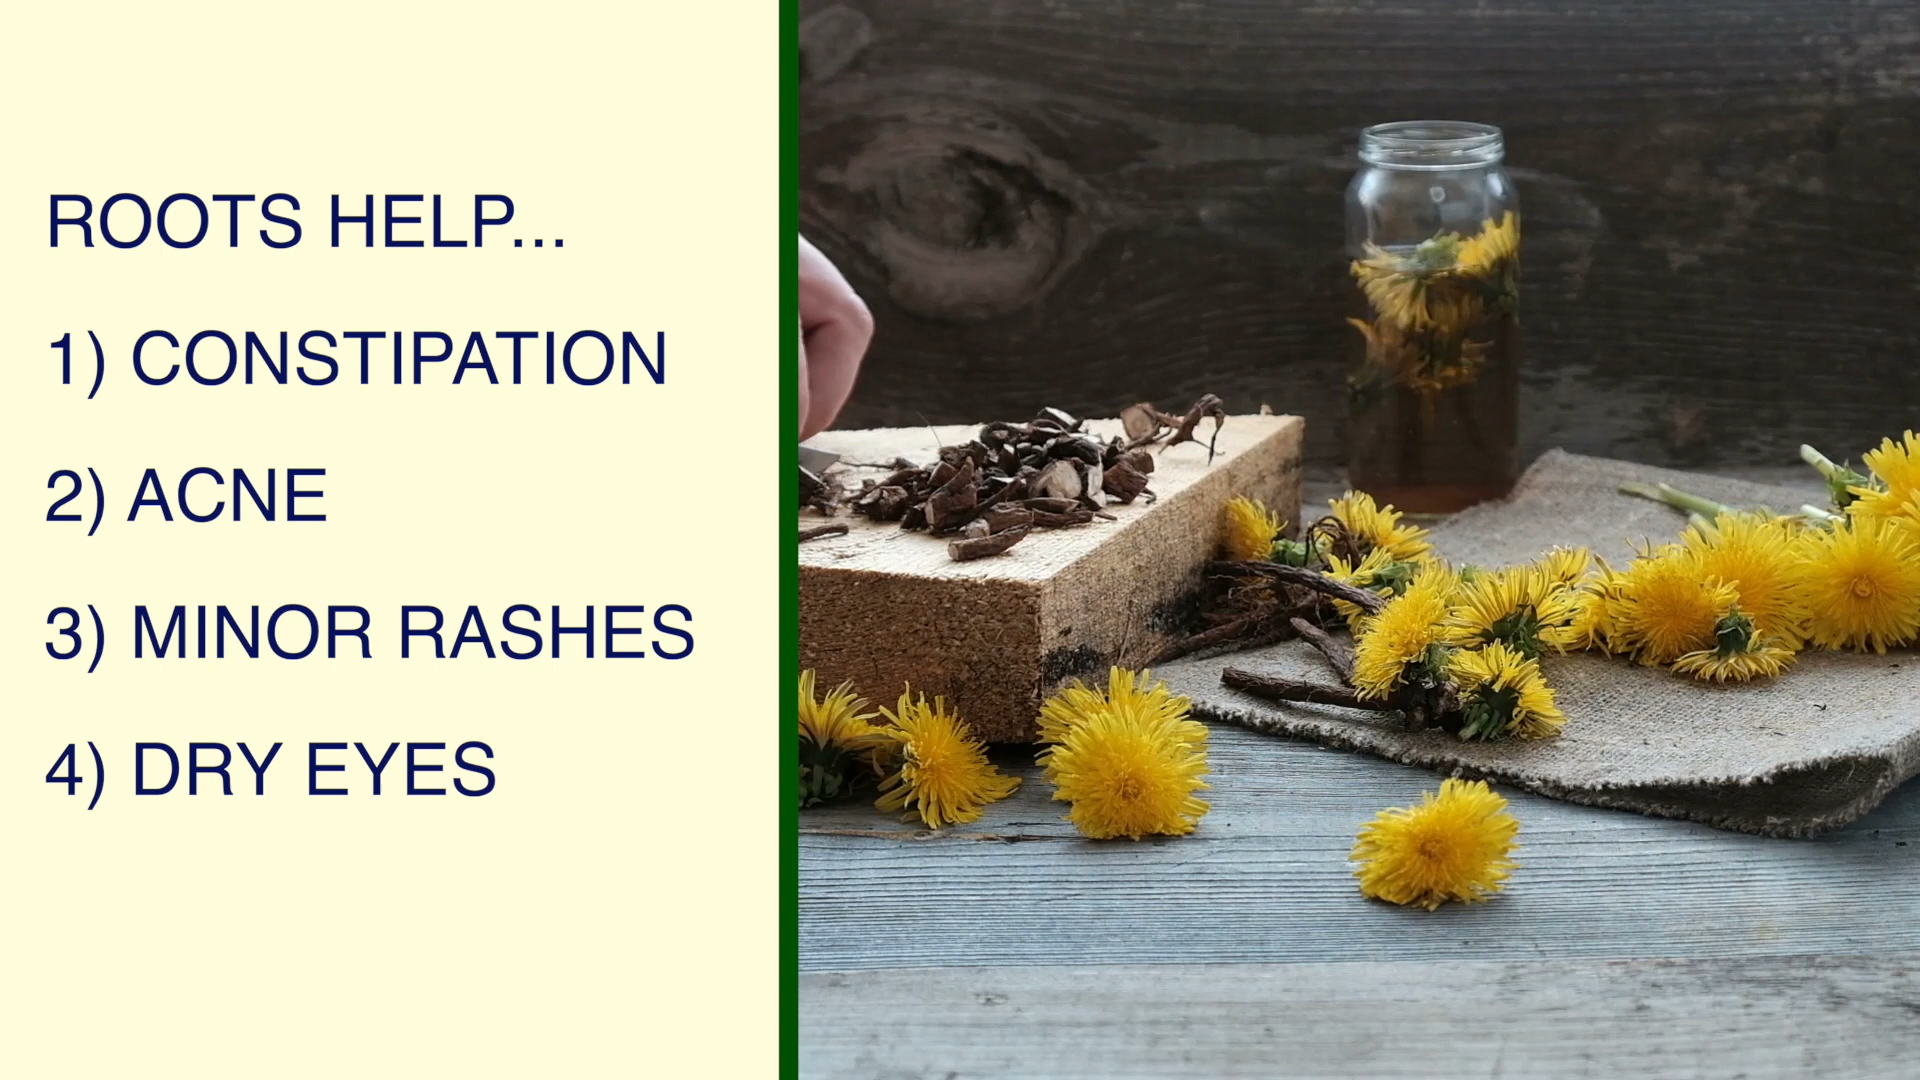 ROOTS HELP...
1) CONSTIPATION
2) ACNE
3) MINOR RASHES
4) DRY EYES